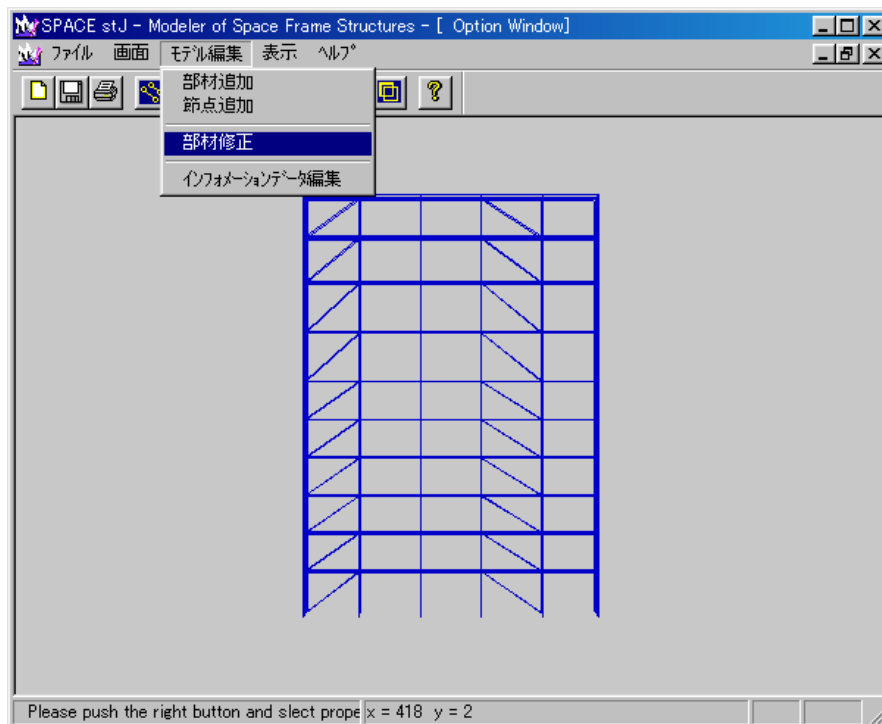 SPACE stJ - Modeler of Space Frame Structures - [ Option Window]
ファイル 画面 モデル編集 表示 ヘルプ
部材追加
節点追加
部材修正
インフォメーションデータ編集
Please push the right button and slect prope x = 418 y = 2